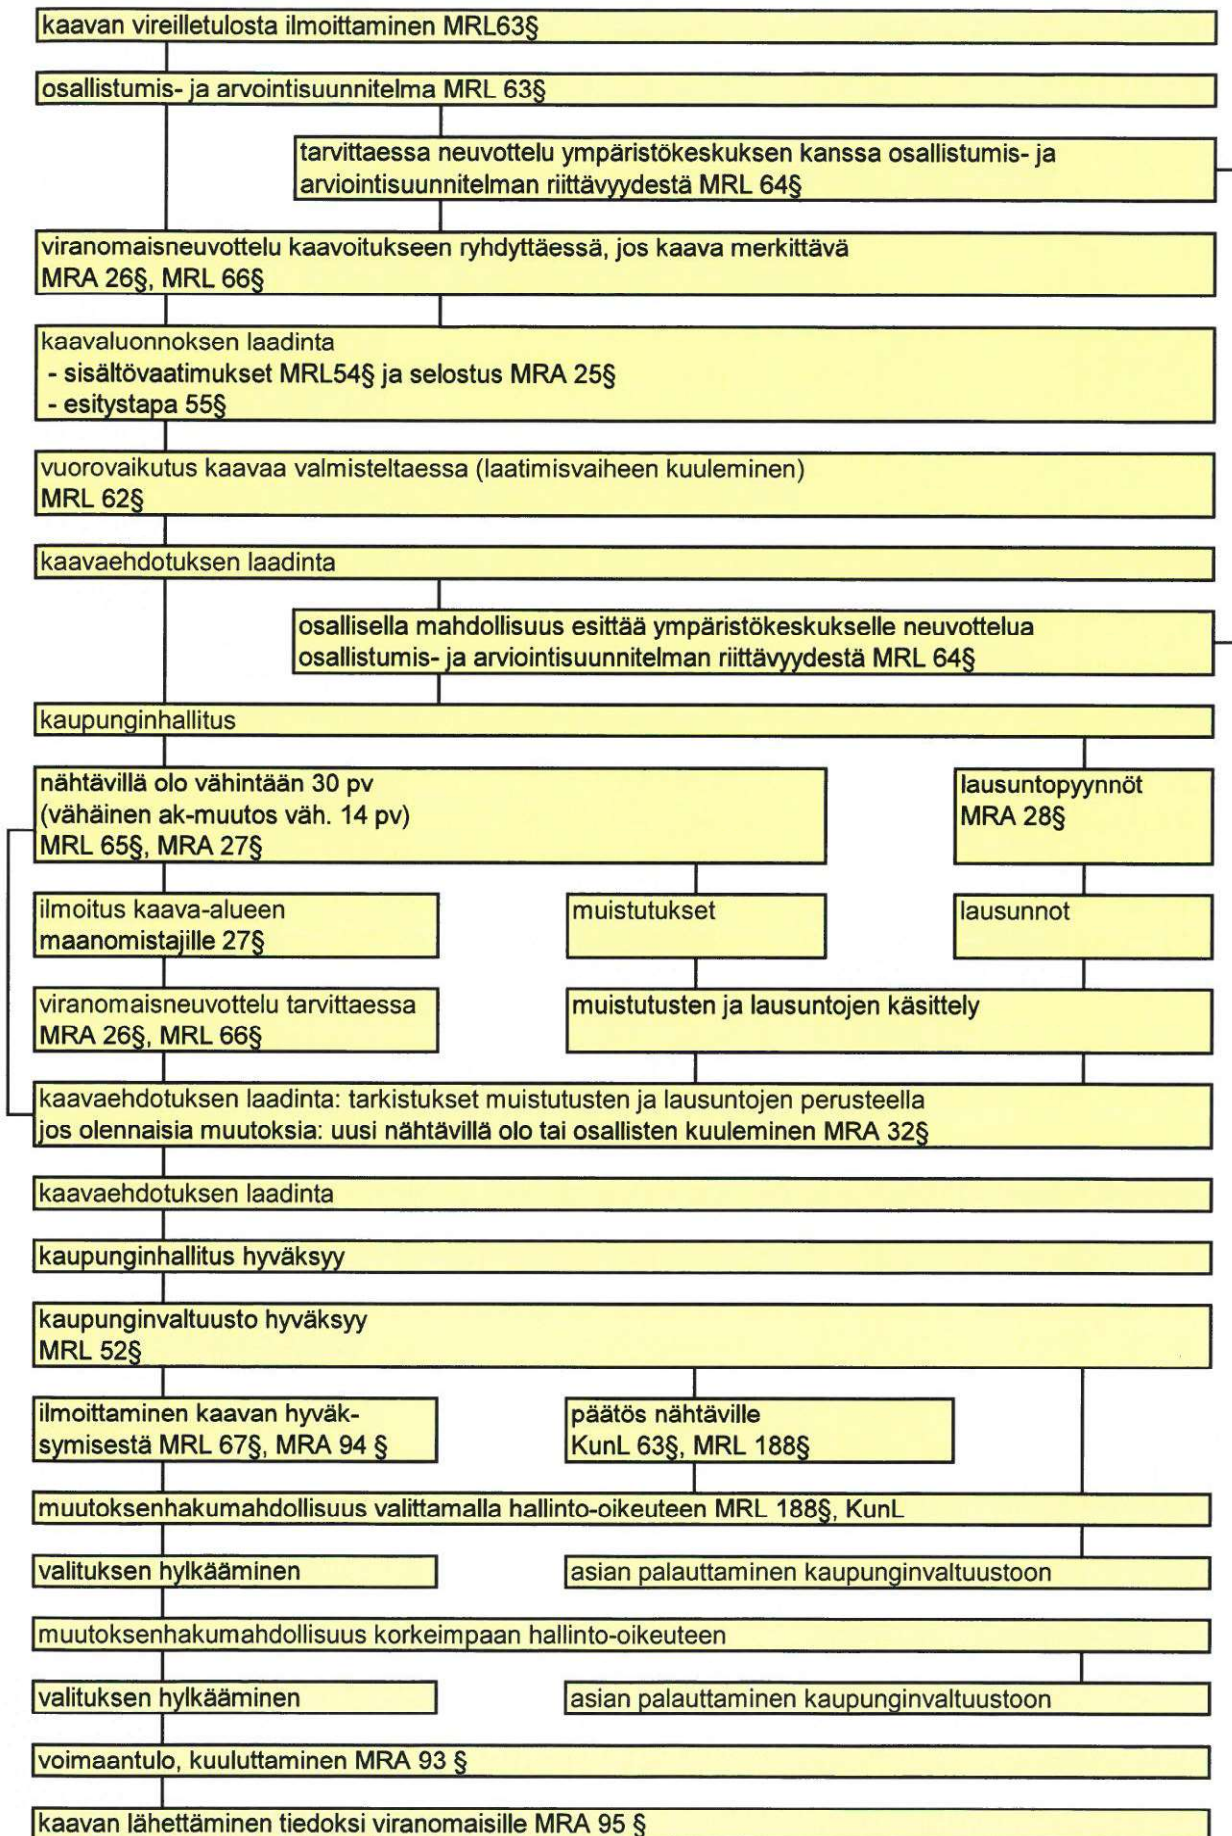 kaavan vireilletulosta ilmoittaminen MRL63§
osallistumis- ja arvointisuunnitelma MRL 63§
tarvittaessa neuvottelu ympäristökeskuksen kanssa osallistumis- ja
arviointisuunnitelman riittävyydestä MRL 64§
viranomaisneuvottelu kaavoitukseen ryhdyttäessä, jos kaava merkittävä
MRA 26§, MRL 66§
kaavaluonnoksen laadinta
- sisältövaatimukset MRL54§ ja selostus MRA 25§
- esitystapa 55§
vuorovaikutus kaavaa valmisteltaessa (laatimisvaiheen kuuleminen)
MRL 62§
kaavaehdotuksen laadinta
osallisella mahdollisuus esittää ympäristökeskukselle neuvottelua
osallistumis- ja arviointisuunnitelman riittävyydestä MRL 64§
kaupunginhallitus
nähtävillä olo vähintään 30 pv
(vähäinen ak-muutos väh. 14 pv)
MRL 65§, MRA 27§
lausuntopyynnöt
MRA 28§
ilmoitus kaava-alueen
maanomistajille 27§
muistutukset
lausunnot
viranomaisneuvottelu tarvittaessa
MRA 26§, MRL 66§
muistutusten ja lausuntojen käsittely
kaavaehdotuksen laadinta: tarkistukset muistutusten ja lausuntojen perusteella
jos olennaisia muutoksia: uusi nähtävillä olo tai osallisten kuuleminen MRA 32§
kaavaehdotuksen laadinta
kaupunginhallitus hyväksyy
kaupunginvaltuusto hyväksyy
MRL 52§
ilmoittaminen kaavan hyväk-
symisestä MRL 67§, MRA 94 §
päätös nähtäville
KunL 63§, MRL 188§
muutoksenhakumahdollisuus valittamalla hallinto-oikeuteen MRL 188§, KunL
valituksen hylkääminen
asian palauttaminen kaupunginvaltuustoon
muutoksenhakumahdollisuus korkeimpaan hallinto-oikeuteen
valituksen hylkääminen
asian palauttaminen kaupunginvaltuustoon
voimaantulo, kuuluttaminen MRA 93 §
kaavan lähettäminen tiedoksi viranomaisille MRA 95 §